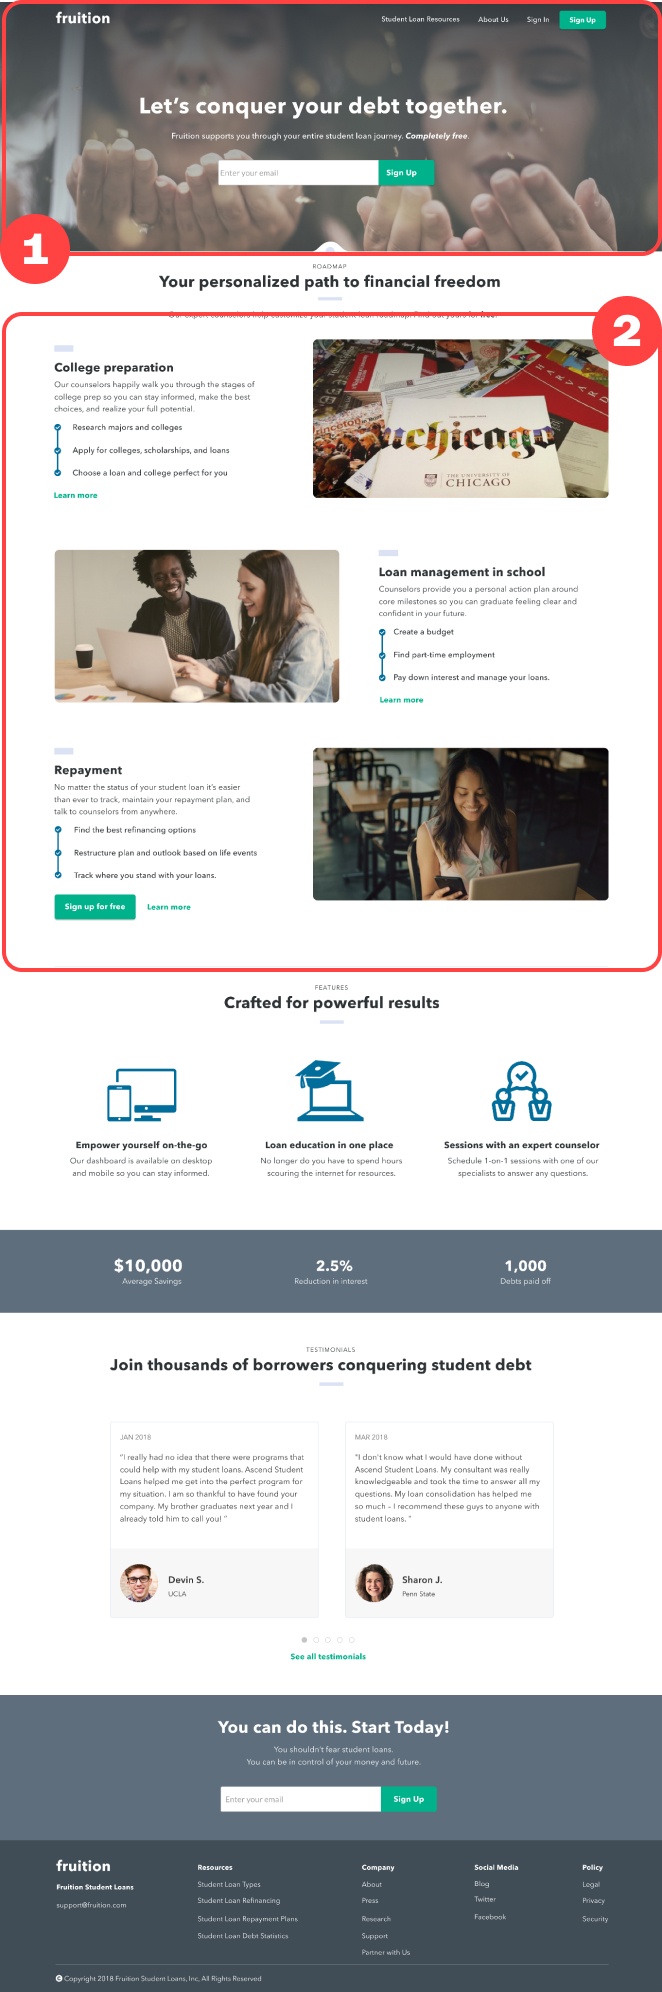 fruition
Student Loan Resources
About Us
Sign In
Sign Up
Let's conquer your debt together.
Fruition supports you through your entire student loan journey. Completely free.
Enter your email
Sign Up
1
ROADMAP
Your personalized path to financial freedom
Our expert counselors help customize your student loan roadmap. Find out yours for free.
2
College preparation
Our counselors happily walk you through the stages of
college prep so you can stay informed, make the best
choices, and realize your full potential.
Research majors and colleges
Apply for colleges, scholarships, and loans
Choose a loan and college perfect for you
Learn more
HARVARD
Princeton
uchicago
THE UNIVERSITY OF
CHICAGO
Loan management in school
Counselors provide you a personal action plan around
core milestones so you can graduate feeling clear and
confident in your future.
Create a budget
Find part-time employment
Pay down interest and manage your loans.
Learn more
Repayment
No matter the status of your student loan it's easier
than ever to track, maintain your repayment plan, and
talk to counselors from anywhere.
Find the best refinancing options
Restructure plan and outlook based on life events
Track where you stand with your loans.
Sign up for free
Learn more
FEATURES
Crafted for powerful results
Empower yourself on-the-go
Our dashboard is available on desktop
and mobile so you can stay informed.
Loan education in one place
No longer do you have to spend hours
scouring the internet for resources.
Sessions with an expert counselor
Schedule 1-on-1 sessions with one of our
specialists to answer any questions.
$10,000
Average Savings
2.5%
Reduction in interest
1,000
Debts paid off
TESTIMONIALS
Join thousands of borrowers conquering student debt
JAN 2018
"I really had no idea that there were programs that
could help with my student loans. Ascend Student
Loans helped me get into the perfect program for
my situation. I am so thankful to have found your
company. My brother graduates next year and I
already told him to call you! "
Devin S.
UCLA
MAR 2018
"I don't know what I would have done without
Ascend Student Loans. My consultant was really
knowledgeable and took the time to answer all my
questions. My loan consolidation has helped me
so much – I recommend these guys to anyone with
student loans. "
Sharon J.
Penn State
See all testimonials
You can do this. Start Today!
You shouldn't fear student loans.
You can be in control of your money and future.
Enter your email
Sign Up
fruition
Fruition Student Loans
support@fruition.com
Resources
Student Loan Types
Student Loan Refinancing
Student Loan Repayment Plans
Student Loan Debt Statistics
Company
About
Press
Research
Support
Partner with Us
Social Media
Blog
Twitter
Facebook
Policy
Legal
Privacy
Security
© Copyright 2018 Fruition Student Loans, Inc, All Rights Reserved